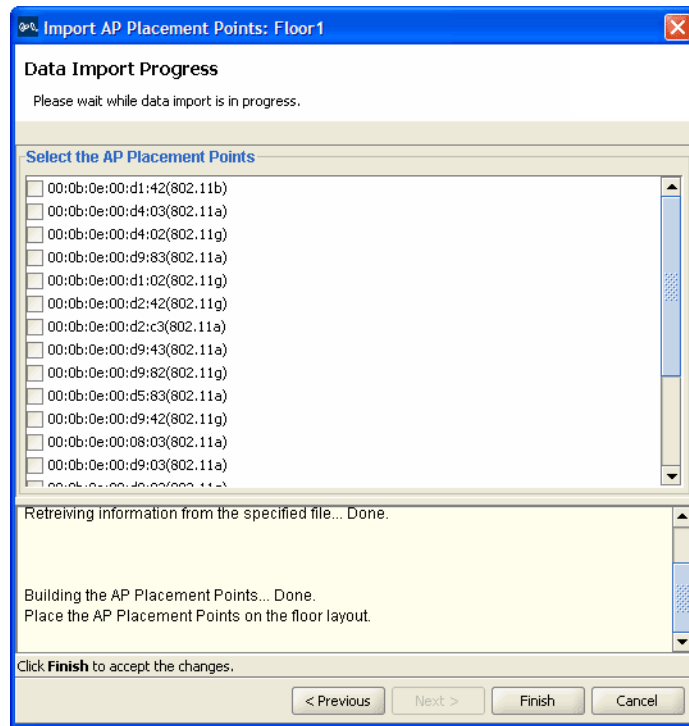 Import AP Placement Points: Floor1
Data Import Progress
Please wait while data import is in progress.
Select the AP Placement Points
00:0b:0e:00:d1:42(802.11b)
00:0b:0e:00:d4:03(802.11a)
00:0b:0e:00:d4:02(802.11g)
00:0b:0e:00:d9:83(802.11a)
00:0b:0e:00:d1:02(802.11g)
00:0b:0e:00:d2:42(802.11g)
00:0b:0e:00:d2:c3(802.11a)
00:0b:0e:00:d9:43(802.11a)
00:0b:0e:00:d9:82(802.11g)
00:0b:0e:00:d5:83(802.11a)
00:0b:0e:00:d9:42(802.11g)
00:0b:0e:00:08:03(802.11a)
00:0b:0e:00:d9:03(802.11a)
Retreiving information from the specified file... Done.
Building the AP Placement Points... Done.
Place the AP Placement Points on the floor layout.
Click Finish to accept the changes.
< Previous
Next >
Finish
Cancel